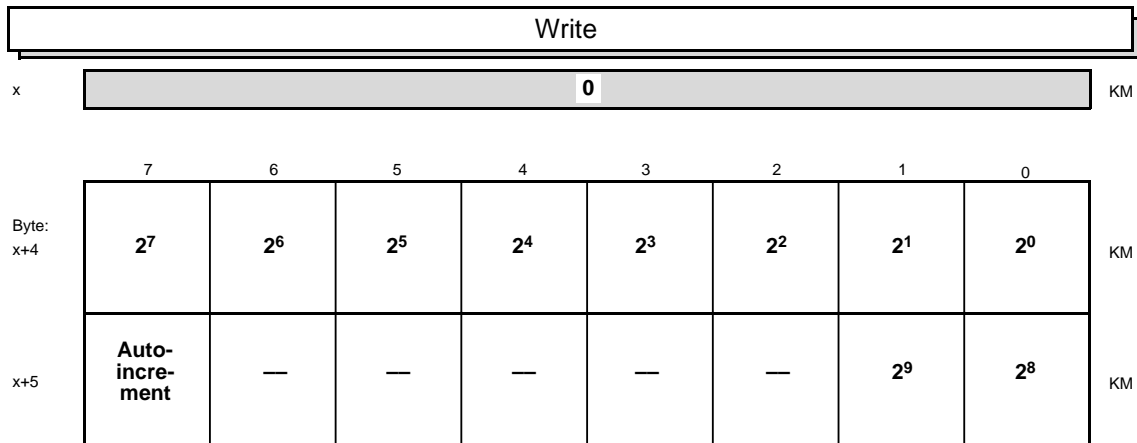 Write
x 0 KM
7 6 5 4 3 2 1 0
Byte:
x+4 2⁷ 2⁶ 2⁵ 2⁴ 2³ 2² 2¹ 2⁰ KM
Auto-
incre-
ment
x+5 — — — — — 2⁹ 2⁸ KM